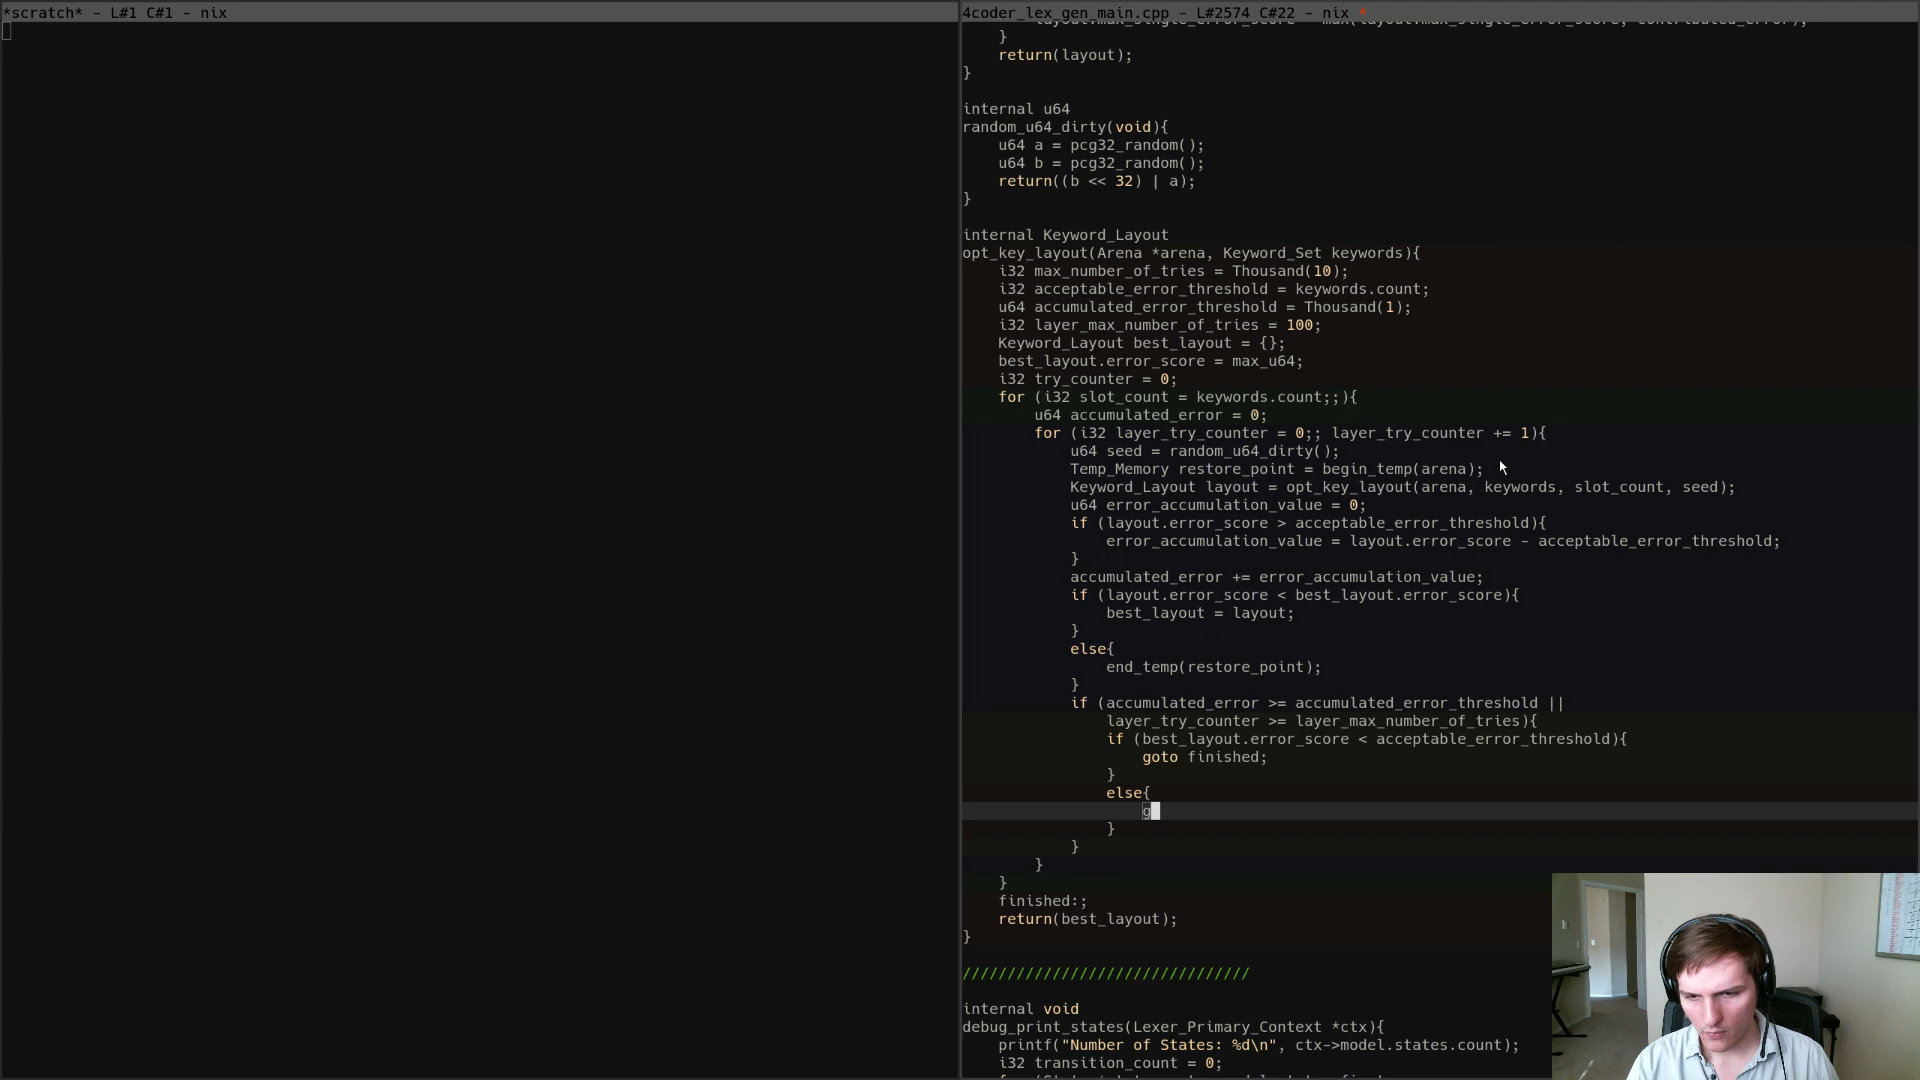 *scratch* - L#1 C#1 - nix
4coder_lex_gen_main.cpp - L#2574 C#22 - nix *
layout.max_single_error_score = max(layout.max_single_error_score, contributed_error);
}
return(layout);
}
internal u64
random_u64_dirty(void){
u64 a = pcg32_random();
u64 b = pcg32_random();
return((b << 32) | a);
}
internal Keyword_Layout
opt_key_layout(Arena *arena, Keyword_Set keywords){
i32 max_number_of_tries = Thousand(10);
i32 acceptable_error_threshold = keywords.count;
u64 accumulated_error_threshold = Thousand(1);
i32 layer_max_number_of_tries = 100;
Keyword_Layout best_layout = {};
best_layout.error_score = max_u64;
i32 try_counter = 0;
for (i32 slot_count = keywords.count;;){
u64 accumulated_error = 0;
for (i32 layer_try_counter = 0;; layer_try_counter += 1){
u64 seed = random_u64_dirty();
Temp_Memory restore_point = begin_temp(arena);
Keyword_Layout layout = opt_key_layout(arena, keywords, slot_count, seed);
u64 error_accumulation_value = 0;
if (layout.error_score > acceptable_error_threshold){
error_accumulation_value = layout.error_score - acceptable_error_threshold;
}
accumulated_error += error_accumulation_value;
if (layout.error_score < best_layout.error_score){
best_layout = layout;
}
else{
end_temp(restore_point);
}
if (accumulated_error >= accumulated_error_threshold ||
layer_try_counter >= layer_max_number_of_tries){
if (best_layout.error_score < acceptable_error_threshold){
goto finished;
}
else{
g
}
}
}
}
finished:;
return(best_layout);
}
////////////////////////////////
internal void
debug_print_states(Lexer_Primary_Context *ctx){
printf("Number of States: %d\n", ctx->model.states.count);
i32 transition_count = 0;